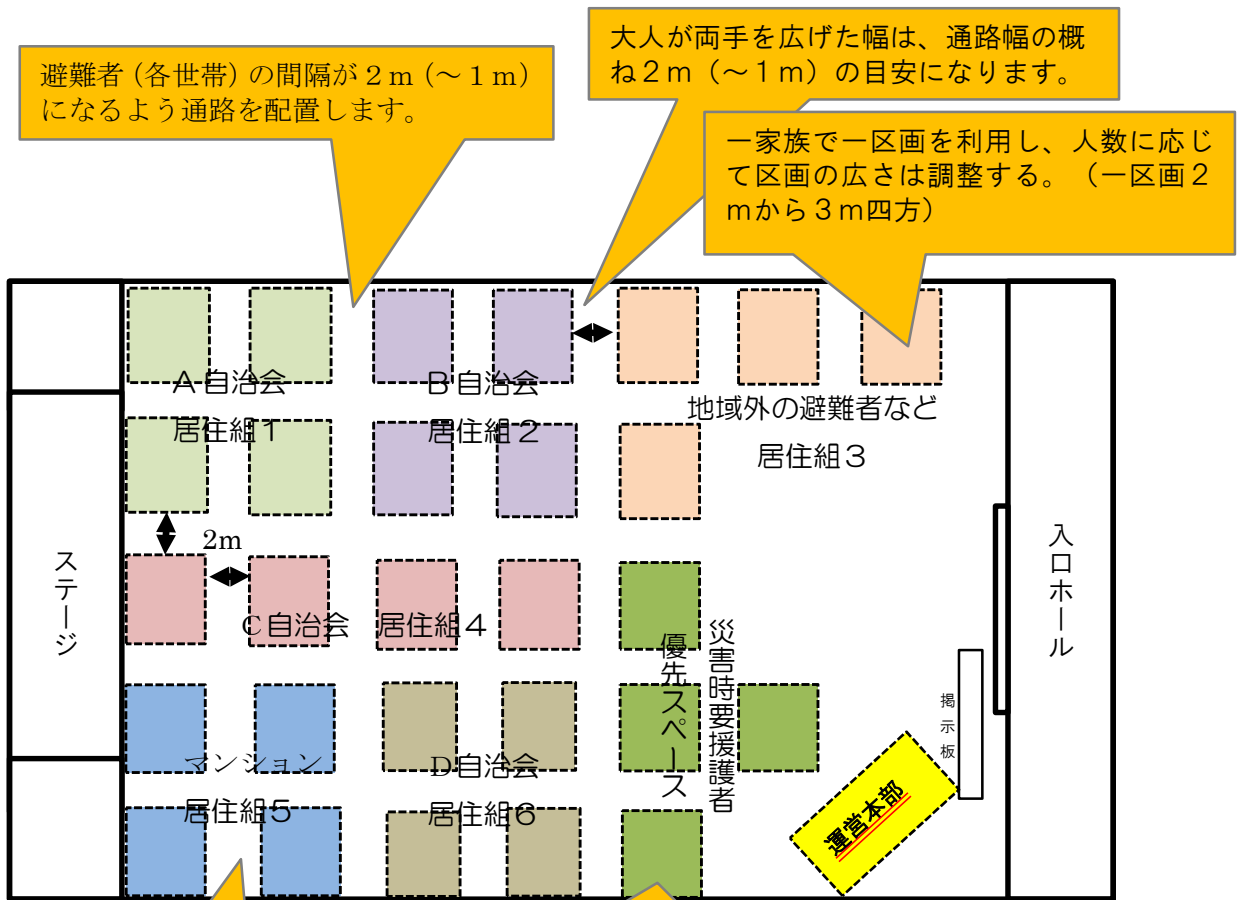 大人が両手を広げた幅は、通路幅の概
ね２ｍ（～１ｍ）の目安になります。
避難者（各世帯）の間隔が２ｍ（～１ｍ）
になるよう通路を配置します。
一家族で一区画を利用し、人数に応じ
て区画の広さは調整する。（一区画２
ｍから３ｍ四方）
Ａ自治会
居住組１
Ｂ自治会
居住組２
地域外の避難者など
居住組３
2m
ステージ
入口ホール
Ｃ自治会　居住組４
災害時要援護者
優先スペース
掲示板
マンション
居住組５
Ｄ自治会
居住組６
運営本部